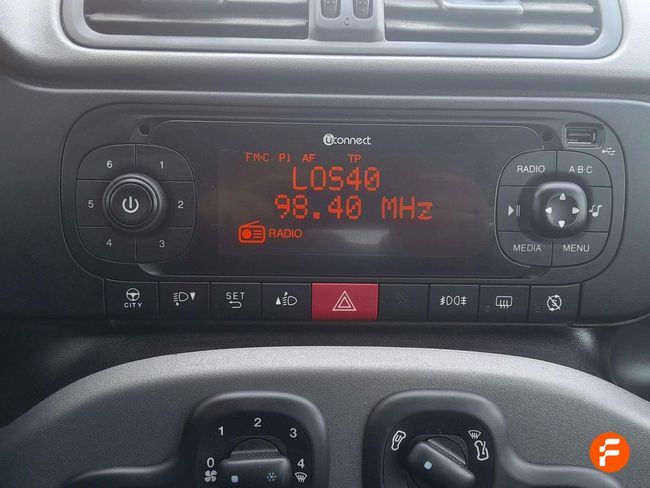 Uconnect
FM-C P1 AF TP
LOS40
98.40 MHz
RADIO
6 1
5 2
4 3
RADIO A·B·C
MEDIA MENU
CITY
SET
0 1 2 3 4